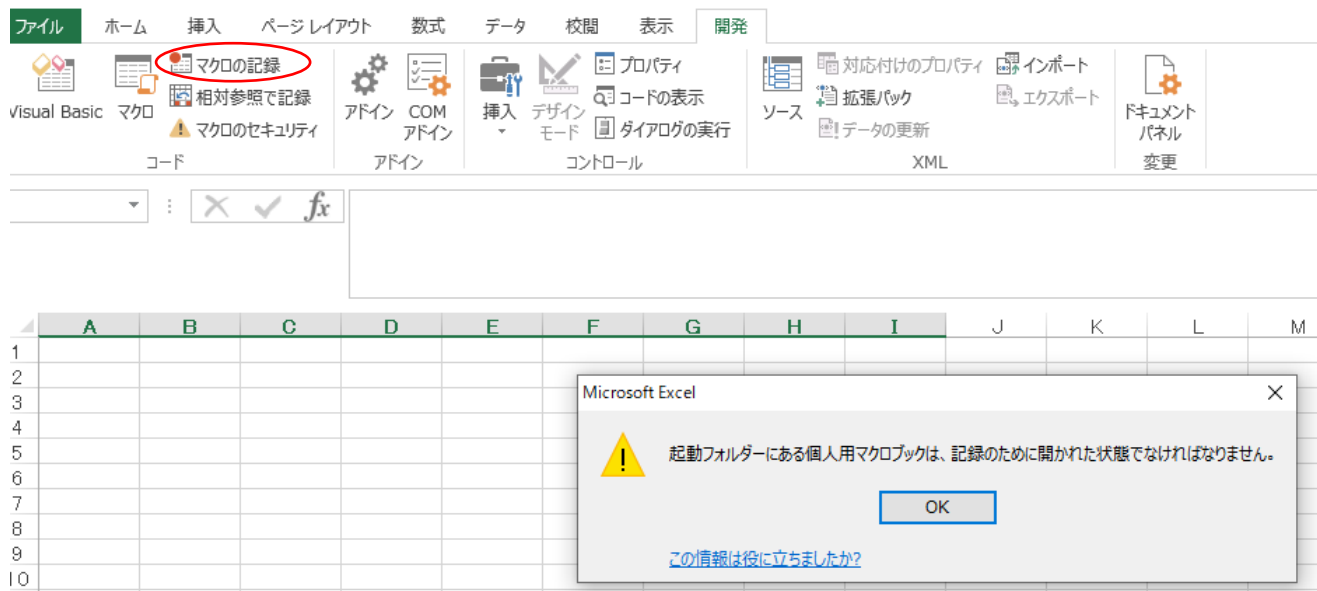 ファイル ホーム 挿入 ページ レイアウト 数式 データ 校閲 表示 開発
Visual Basic
マクロ
マクロの記録
相対参照で記録
マクロのセキュリティ
コード
アドイン
COM
アドイン
アドイン
挿入
デザイン
モード
プロパティ
コードの表示
ダイアログの実行
コントロール
ソース
対応付けのプロパティ
拡張パック
データの更新
インポート
エクスポート
XML
ドキュメント
パネル
変更
fx
A B C D E F G H I J K L M
1
2
3
4
5
6
7
8
9
10
Microsoft Excel
起動フォルダーにある個人用マクロブックは、記録のために開かれた状態でなければなりません。
OK
この情報は役に立ちましたか?